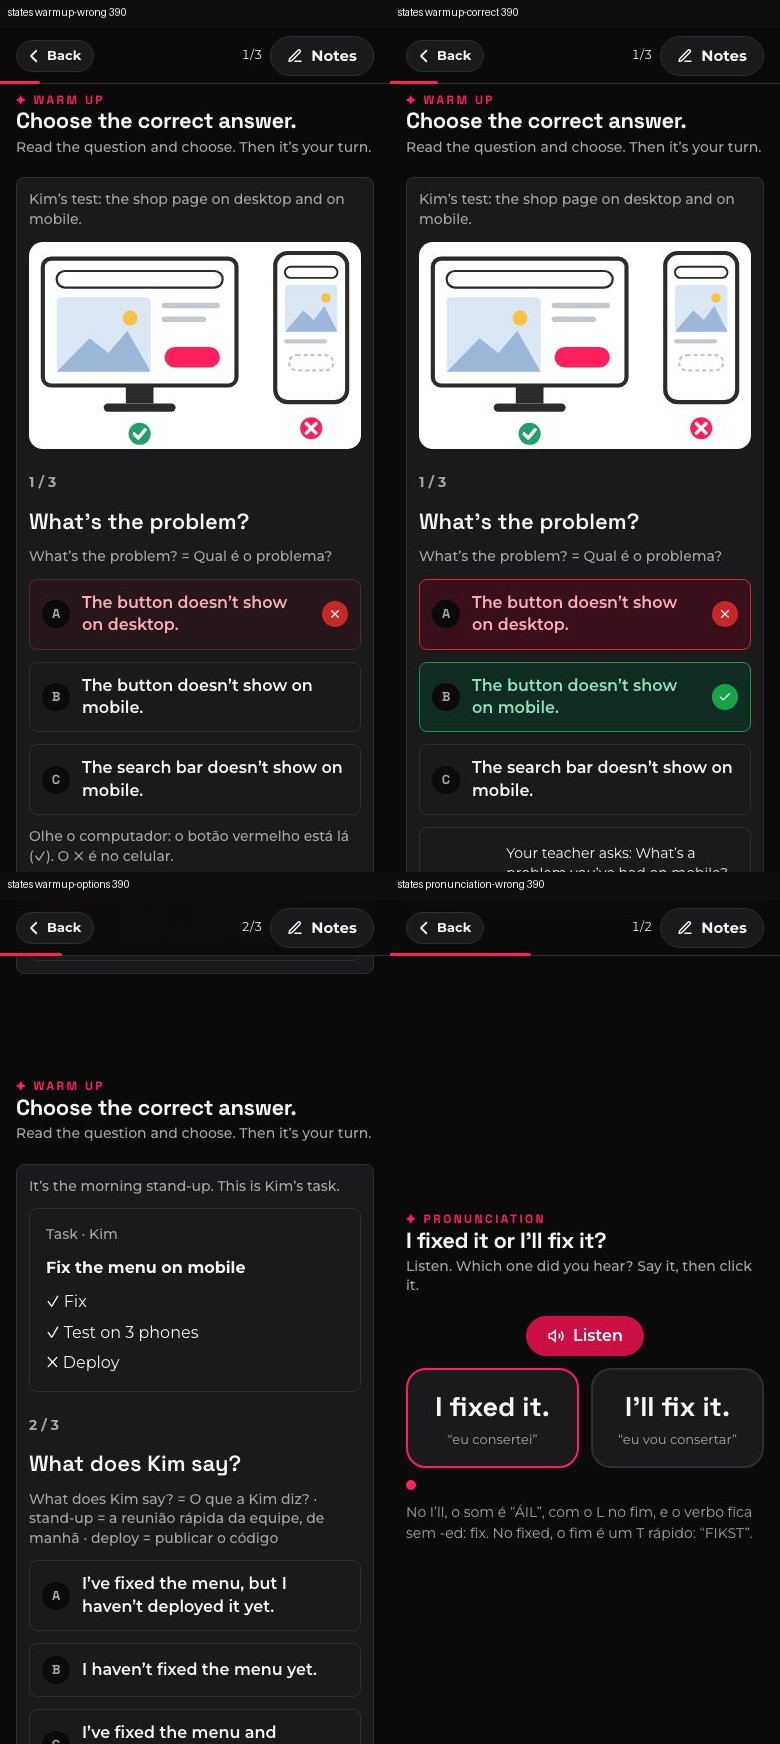 states warmup-wrong 390
Back
1/3
Notes
WARM UP
Choose the correct answer.
Read the question and choose. Then it’s your turn.
Kim’s test: the shop page on desktop and on
mobile.
1 / 3
What’s the problem?
What’s the problem? = Qual é o problema?
A
The button doesn’t show
on desktop.
B
The button doesn’t show on
mobile.
C
The search bar doesn’t show on
mobile.
Olhe o computador: o botão vermelho está lá
(✓). O ✕ é no celular.
states warmup-correct 390
Back
1/3
Notes
WARM UP
Choose the correct answer.
Read the question and choose. Then it’s your turn.
Kim’s test: the shop page on desktop and on
mobile.
1 / 3
What’s the problem?
What’s the problem? = Qual é o problema?
A
The button doesn’t show
on desktop.
B
The button doesn’t show
on mobile.
C
The search bar doesn’t show on
mobile.
Your teacher asks: What’s a
problem you’ve had on mobile?
states warmup-options 390
Back
2/3
Notes
WARM UP
Choose the correct answer.
Read the question and choose. Then it’s your turn.
It’s the morning stand-up. This is Kim’s task.
Task · Kim
Fix the menu on mobile
✓ Fix
✓ Test on 3 phones
✕ Deploy
2 / 3
What does Kim say?
What does Kim say? = O que a Kim diz? ·
stand-up = a reunião rápida da equipe, de
manhã · deploy = publicar o código
A
I’ve fixed the menu, but I
haven’t deployed it yet.
B
I haven’t fixed the menu yet.
C
I’ve fixed the menu and
states pronunciation-wrong 390
Back
1/2
Notes
PRONUNCIATION
I fixed it or I’ll fix it?
Listen. Which one did you hear? Say it, then click
it.
Listen
I fixed it.
“eu consertei”
I’ll fix it.
“eu vou consertar”
No I’ll, o som é “ÁIL”, com o L no fim, e o verbo fica
sem -ed: fix. No fixed, o fim é um T rápido: “FIKST”.